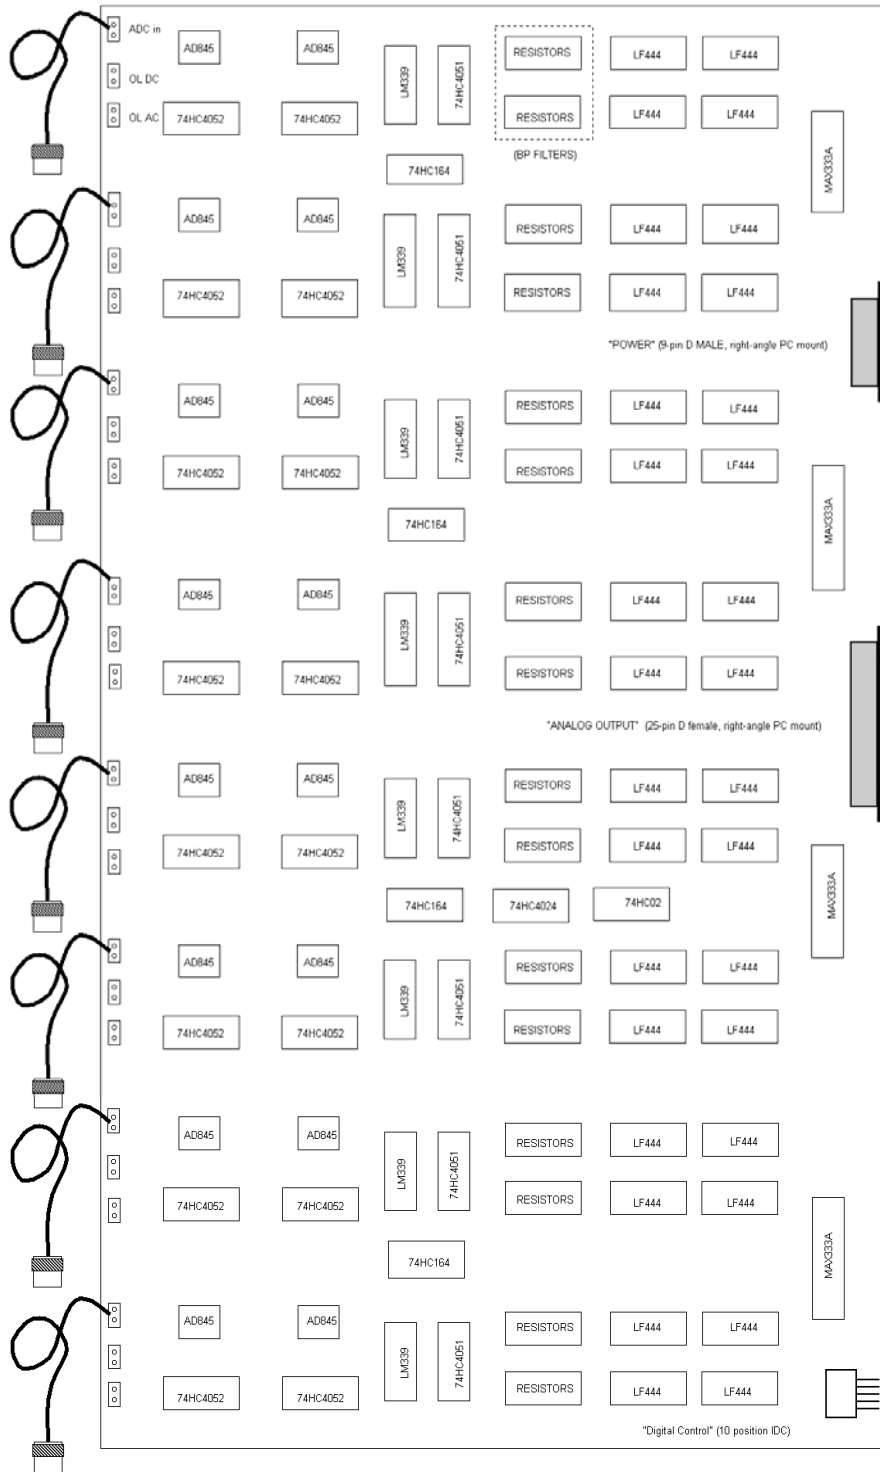 ADC in
AD845 AD845 LM339 74HC4051 RESISTORS LF444 LF444
OL DC
OL AC 74HC4052 74HC4052 RESISTORS LF444 LF444
(BP FILTERS)
74HC164 MAX333A
AD845 AD845 LM339 74HC4051 RESISTORS LF444 LF444
74HC4052 74HC4052 RESISTORS LF444 LF444
"POWER" (9-pin D MALE, right-angle PC mount)
AD845 AD845 LM339 74HC4051 RESISTORS LF444 LF444
74HC4052 74HC4052 RESISTORS LF444 LF444
74HC164 MAX333A
AD845 AD845 LM339 74HC4051 RESISTORS LF444 LF444
74HC4052 74HC4052 RESISTORS LF444 LF444
"ANALOG OUTPUT" (25-pin D female, right-angle PC mount)
AD845 AD845 LM339 74HC4051 RESISTORS LF444 LF444
74HC4052 74HC4052 RESISTORS LF444 LF444
74HC164 74HC4024 74HC02 MAX333A
AD845 AD845 LM339 74HC4051 RESISTORS LF444 LF444
74HC4052 74HC4052 RESISTORS LF444 LF444
AD845 AD845 LM339 74HC4051 RESISTORS LF444 LF444
74HC4052 74HC4052 RESISTORS LF444 LF444
74HC164 MAX333A
AD845 AD845 LM339 74HC4051 RESISTORS LF444 LF444
74HC4052 74HC4052 RESISTORS LF444 LF444
"Digital Control" (10 position IDC)